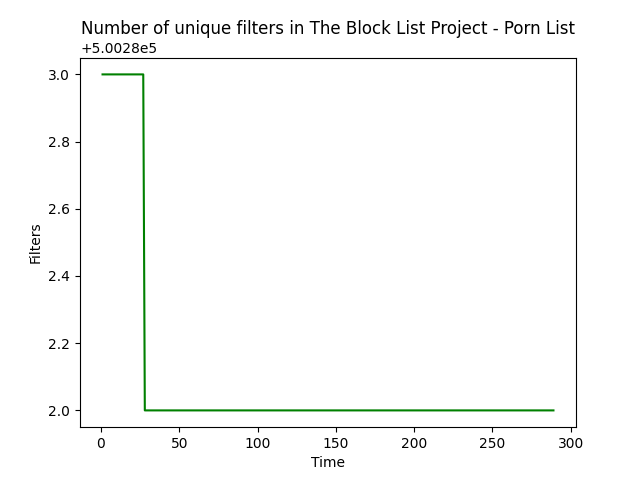 Number of unique filters in The Block List Project - Porn List
+5.0028e5
3.0
2.8
2.6
2.4
2.2
2.0
Filters
0 50 100 150 200 250 300
Time